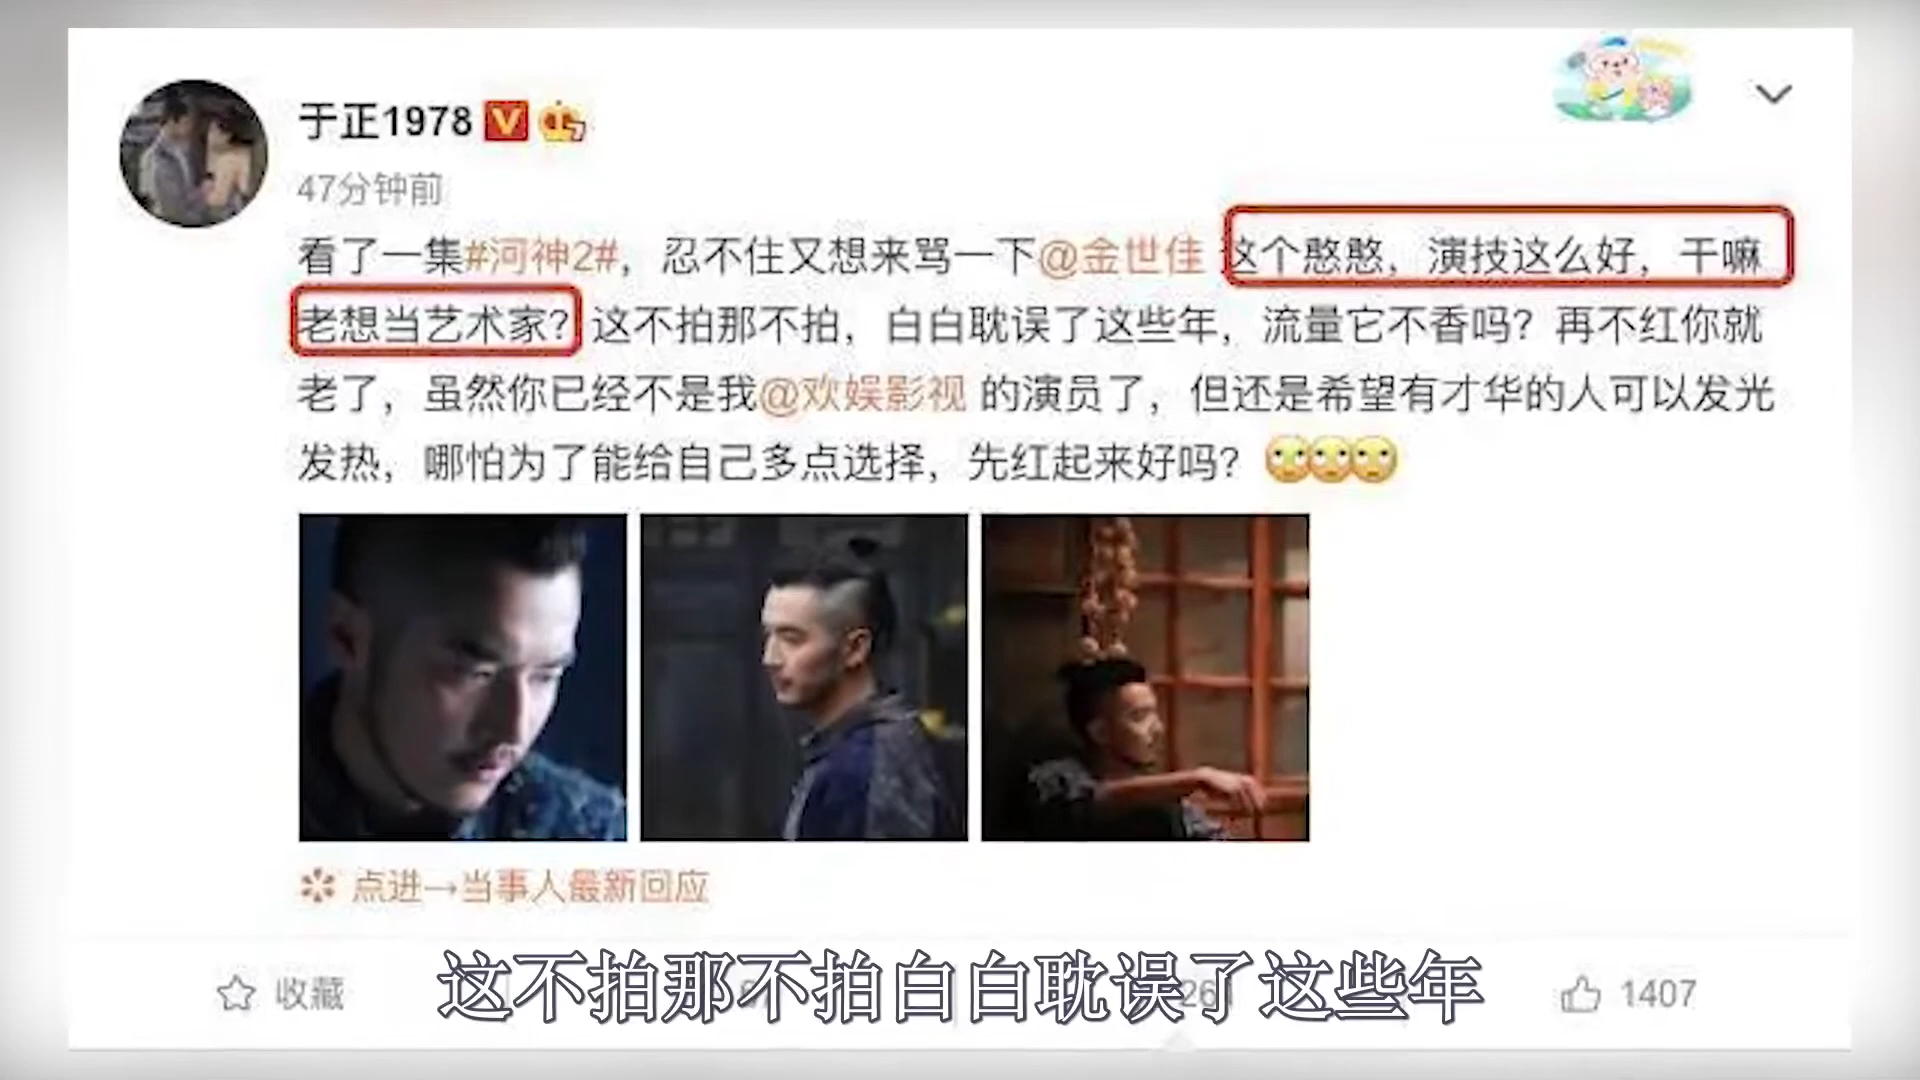 于正1978
47分钟前
看了一集#河神2#，忍不住又想来骂一下@金世佳 这个憨憨，演技这么好，干嘛
老想当艺术家？这不拍那不拍，白白耽误了这些年，流量它不香吗？再不红你就
老了，虽然你已经不是我@欢娱影视 的演员了，但还是希望有才华的人可以发光
发热，哪怕为了能给自己多点选择，先红起来好吗？
点进→当事人最新回应
收藏
1407
这不拍那不拍白白耽误了这些年